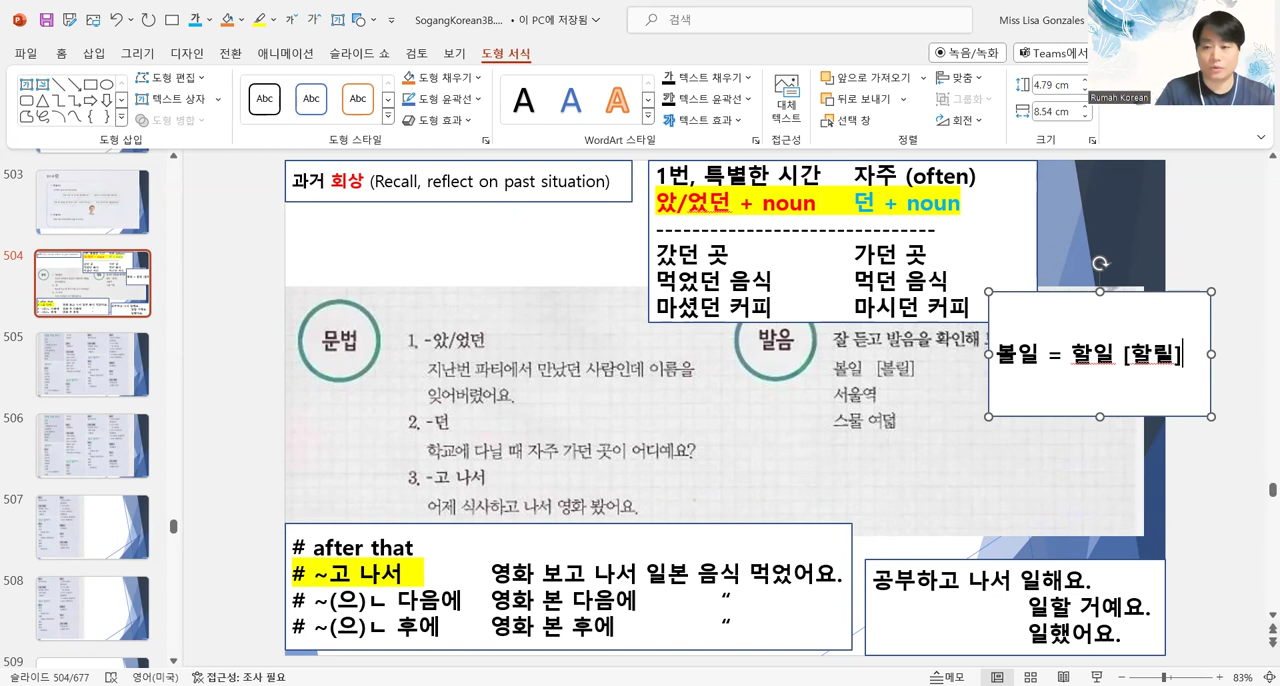 SogangKorean3B.... • 이 PC에 저장됨
검색
Miss Lisa Gonzales
파일 홈 삽입 그리기 디자인 전환 애니메이션 슬라이드 쇼 검토 보기 도형 서식
녹음/녹화
Teams에서
도형 편집
텍스트 상자
도형 병합
도형 삽입
Abc Abc Abc
도형 채우기
도형 윤곽선
도형 효과
도형 스타일
A A A
텍스트 채우기
텍스트 윤곽선
텍스트 효과
WordArt 스타일
대체
텍스트
접근성
앞으로 가져오기
뒤로 보내기
선택 창
맞춤
그룹화
회전
정렬
4.79 cm
8.54 cm
크기
Rumah Korean
503
504
505
506
507
508
509
과거 회상 (Recall, reflect on past situation)
1번, 특별한 시간 자주 (often)
았/었던 + noun 던 + noun
-------------------------------
갔던 곳 가던 곳
먹었던 음식 먹던 음식
마셨던 커피 마시던 커피
문법
1. -았/었던
지난번 파티에서 만났던 사람인데 이름을
잊어버렸어요.
2. -던
학교에 다닐 때 자주 가던 곳이 어디예요?
3. -고 나서
어제 식사하고 나서 영화 봤어요.
발음
잘 듣고 발음을 확인해
볼일 [볼릴]
서울역
스물 여덟
볼일 = 할일 [할릴]
# after that
# ~고 나서 영화 보고 나서 일본 음식 먹었어요.
# ~(으)ㄴ 다음에 영화 본 다음에 “
# ~(으)ㄴ 후에 영화 본 후에 “
공부하고 나서 일해요.
일할 거예요.
일했어요.
슬라이드 504/677 영어(미국) 접근성: 조사 필요
메모
83%